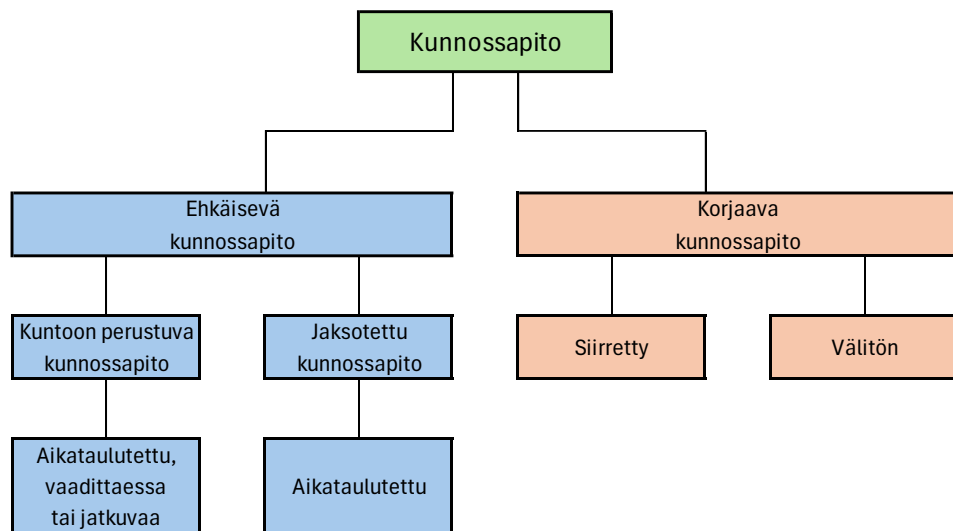 Kunnossapito
Ehkäisevä
kunnossapito
Korjaava
kunnossapito
Kuntoon perustuva
kunnossapito
Jaksotettu
kunnossapito
Siirretty
Välitön
Aikataulutettu,
vaadittaessa
tai jatkuvaa
Aikataulutettu